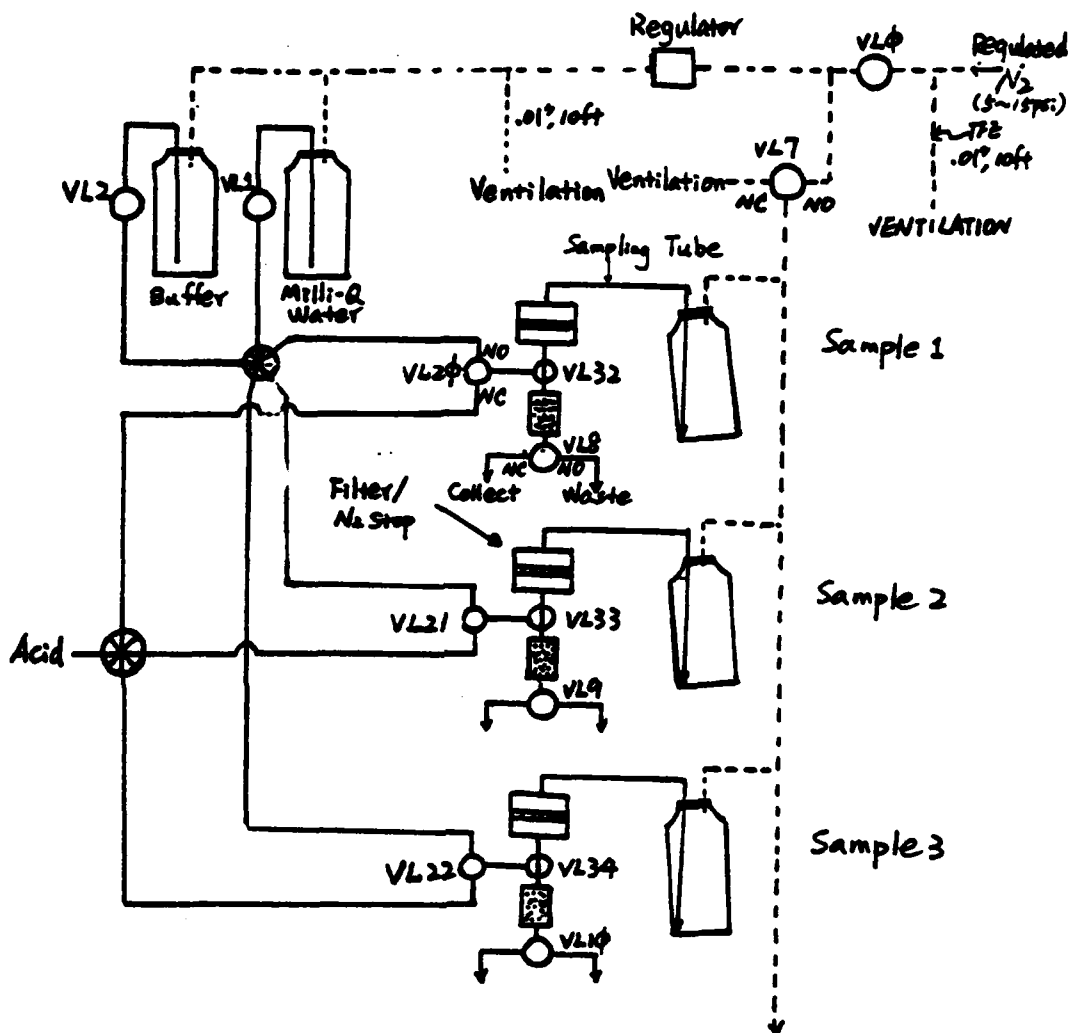 Regulator
VLφ
Regulated
N2
(5~15psi)
.01", 10ft
TFE
.01", 10ft
VL7
Ventilation
Ventilation
NC
NO
VENTILATION
VL2
VL1
Buffer
Milli-Q
Water
Sampling Tube
Sample 1
NO
VL2φ
NC
VL32
VL8
NC
NO
Collect
Waste
Filter/
N2 Stop
Sample 2
VL21
VL33
Acid
VL9
Sample 3
VL22
VL34
VL1φ